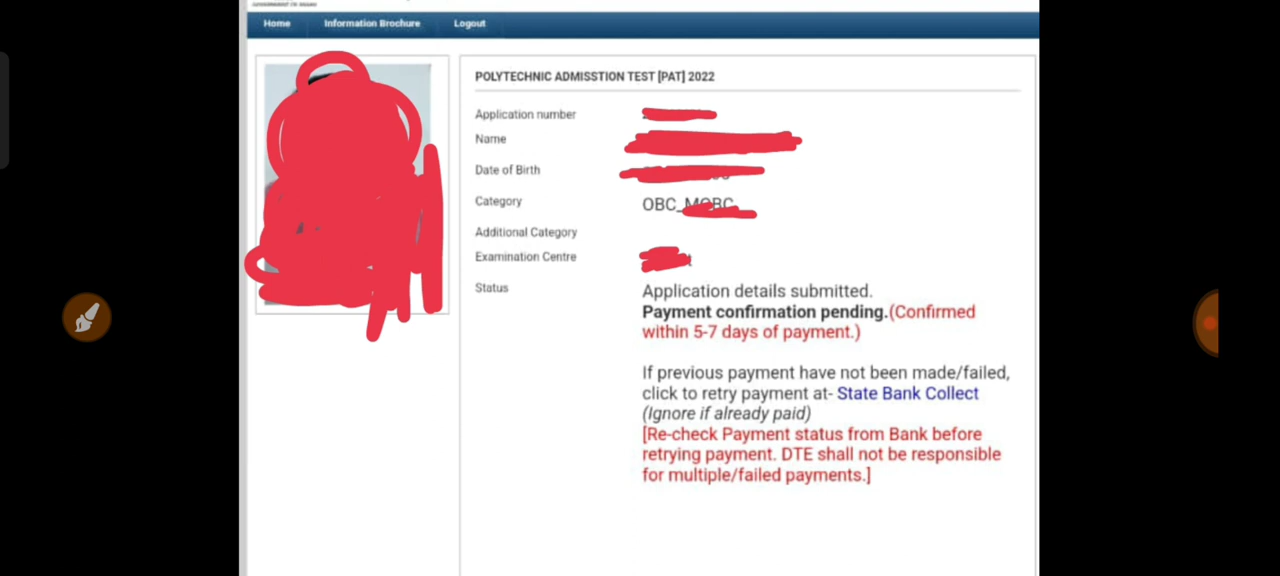 Home Information Brochure Logout
POLYTECHNIC ADMISSTION TEST [PAT] 2022
Application number
Name
Date of Birth
Category OBC_MOBC
Additional Category
Examination Centre
Status
Application details submitted.
Payment confirmation pending.(Confirmed
within 5-7 days of payment.)
If previous payment have not been made/failed,
click to retry payment at- State Bank Collect
(Ignore if already paid)
[Re-check Payment status from Bank before
retrying payment. DTE shall not be responsible
for multiple/failed payments.]